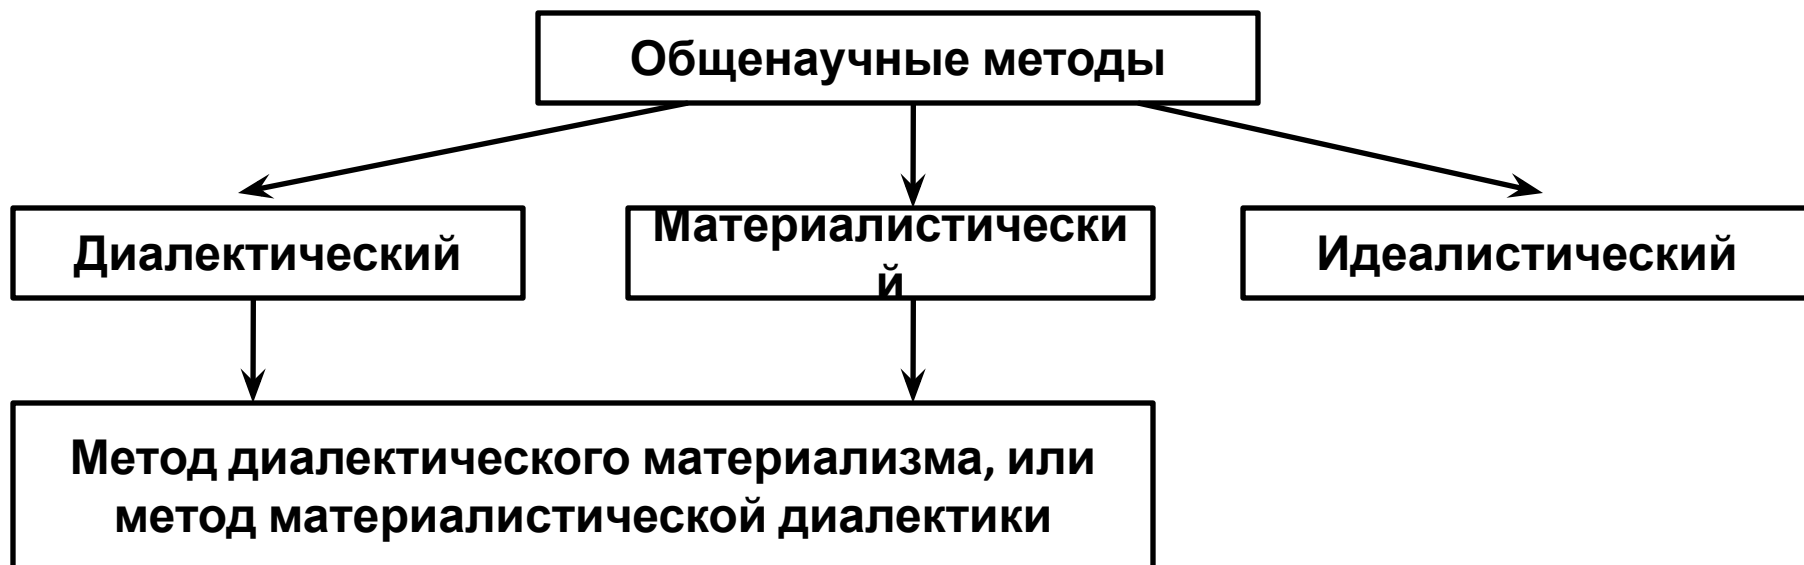 Общенаучные методы
Диалектический
Материалистически
й
Идеалистический
Метод диалектического материализма, или
метод материалистической диалектики